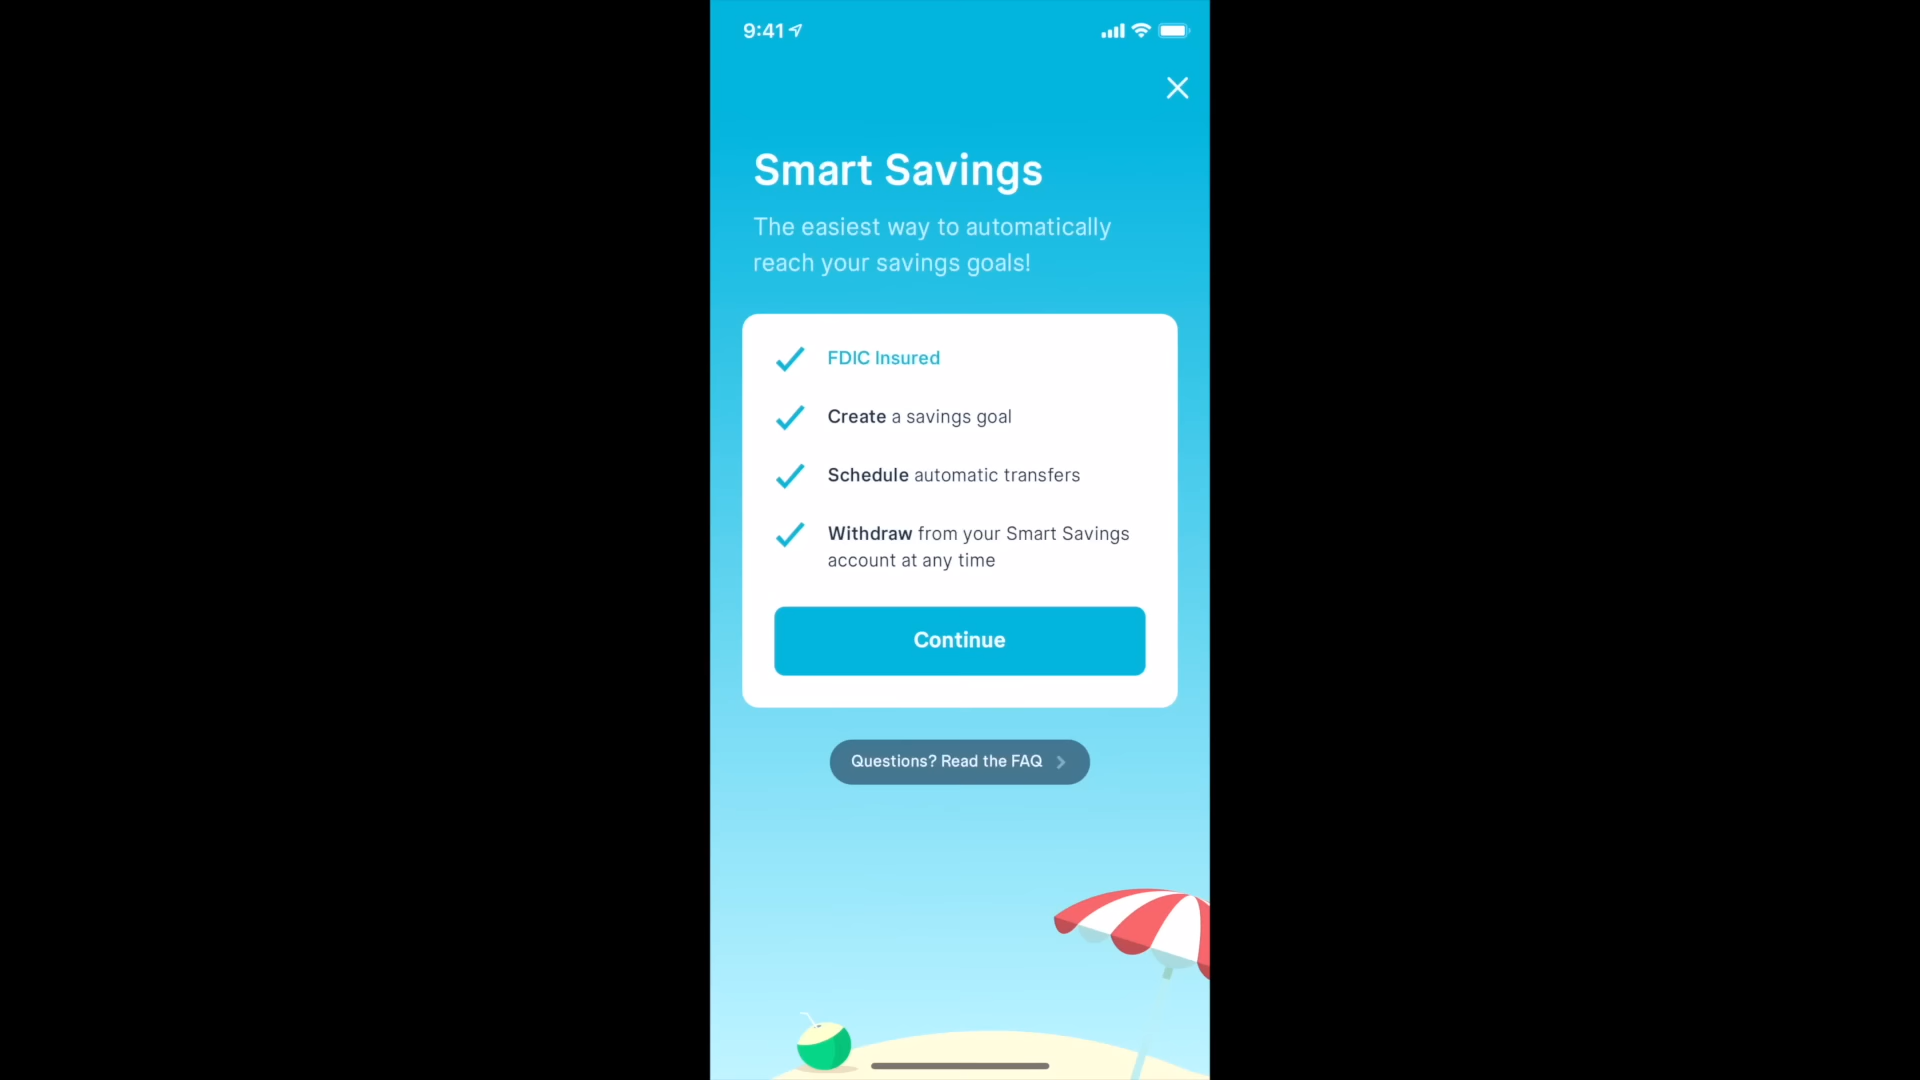 9:41
Smart Savings
The easiest way to automatically
reach your savings goals!
FDIC Insured
Create a savings goal
Schedule automatic transfers
Withdraw from your Smart Savings
account at any time
Continue
Questions? Read the FAQ